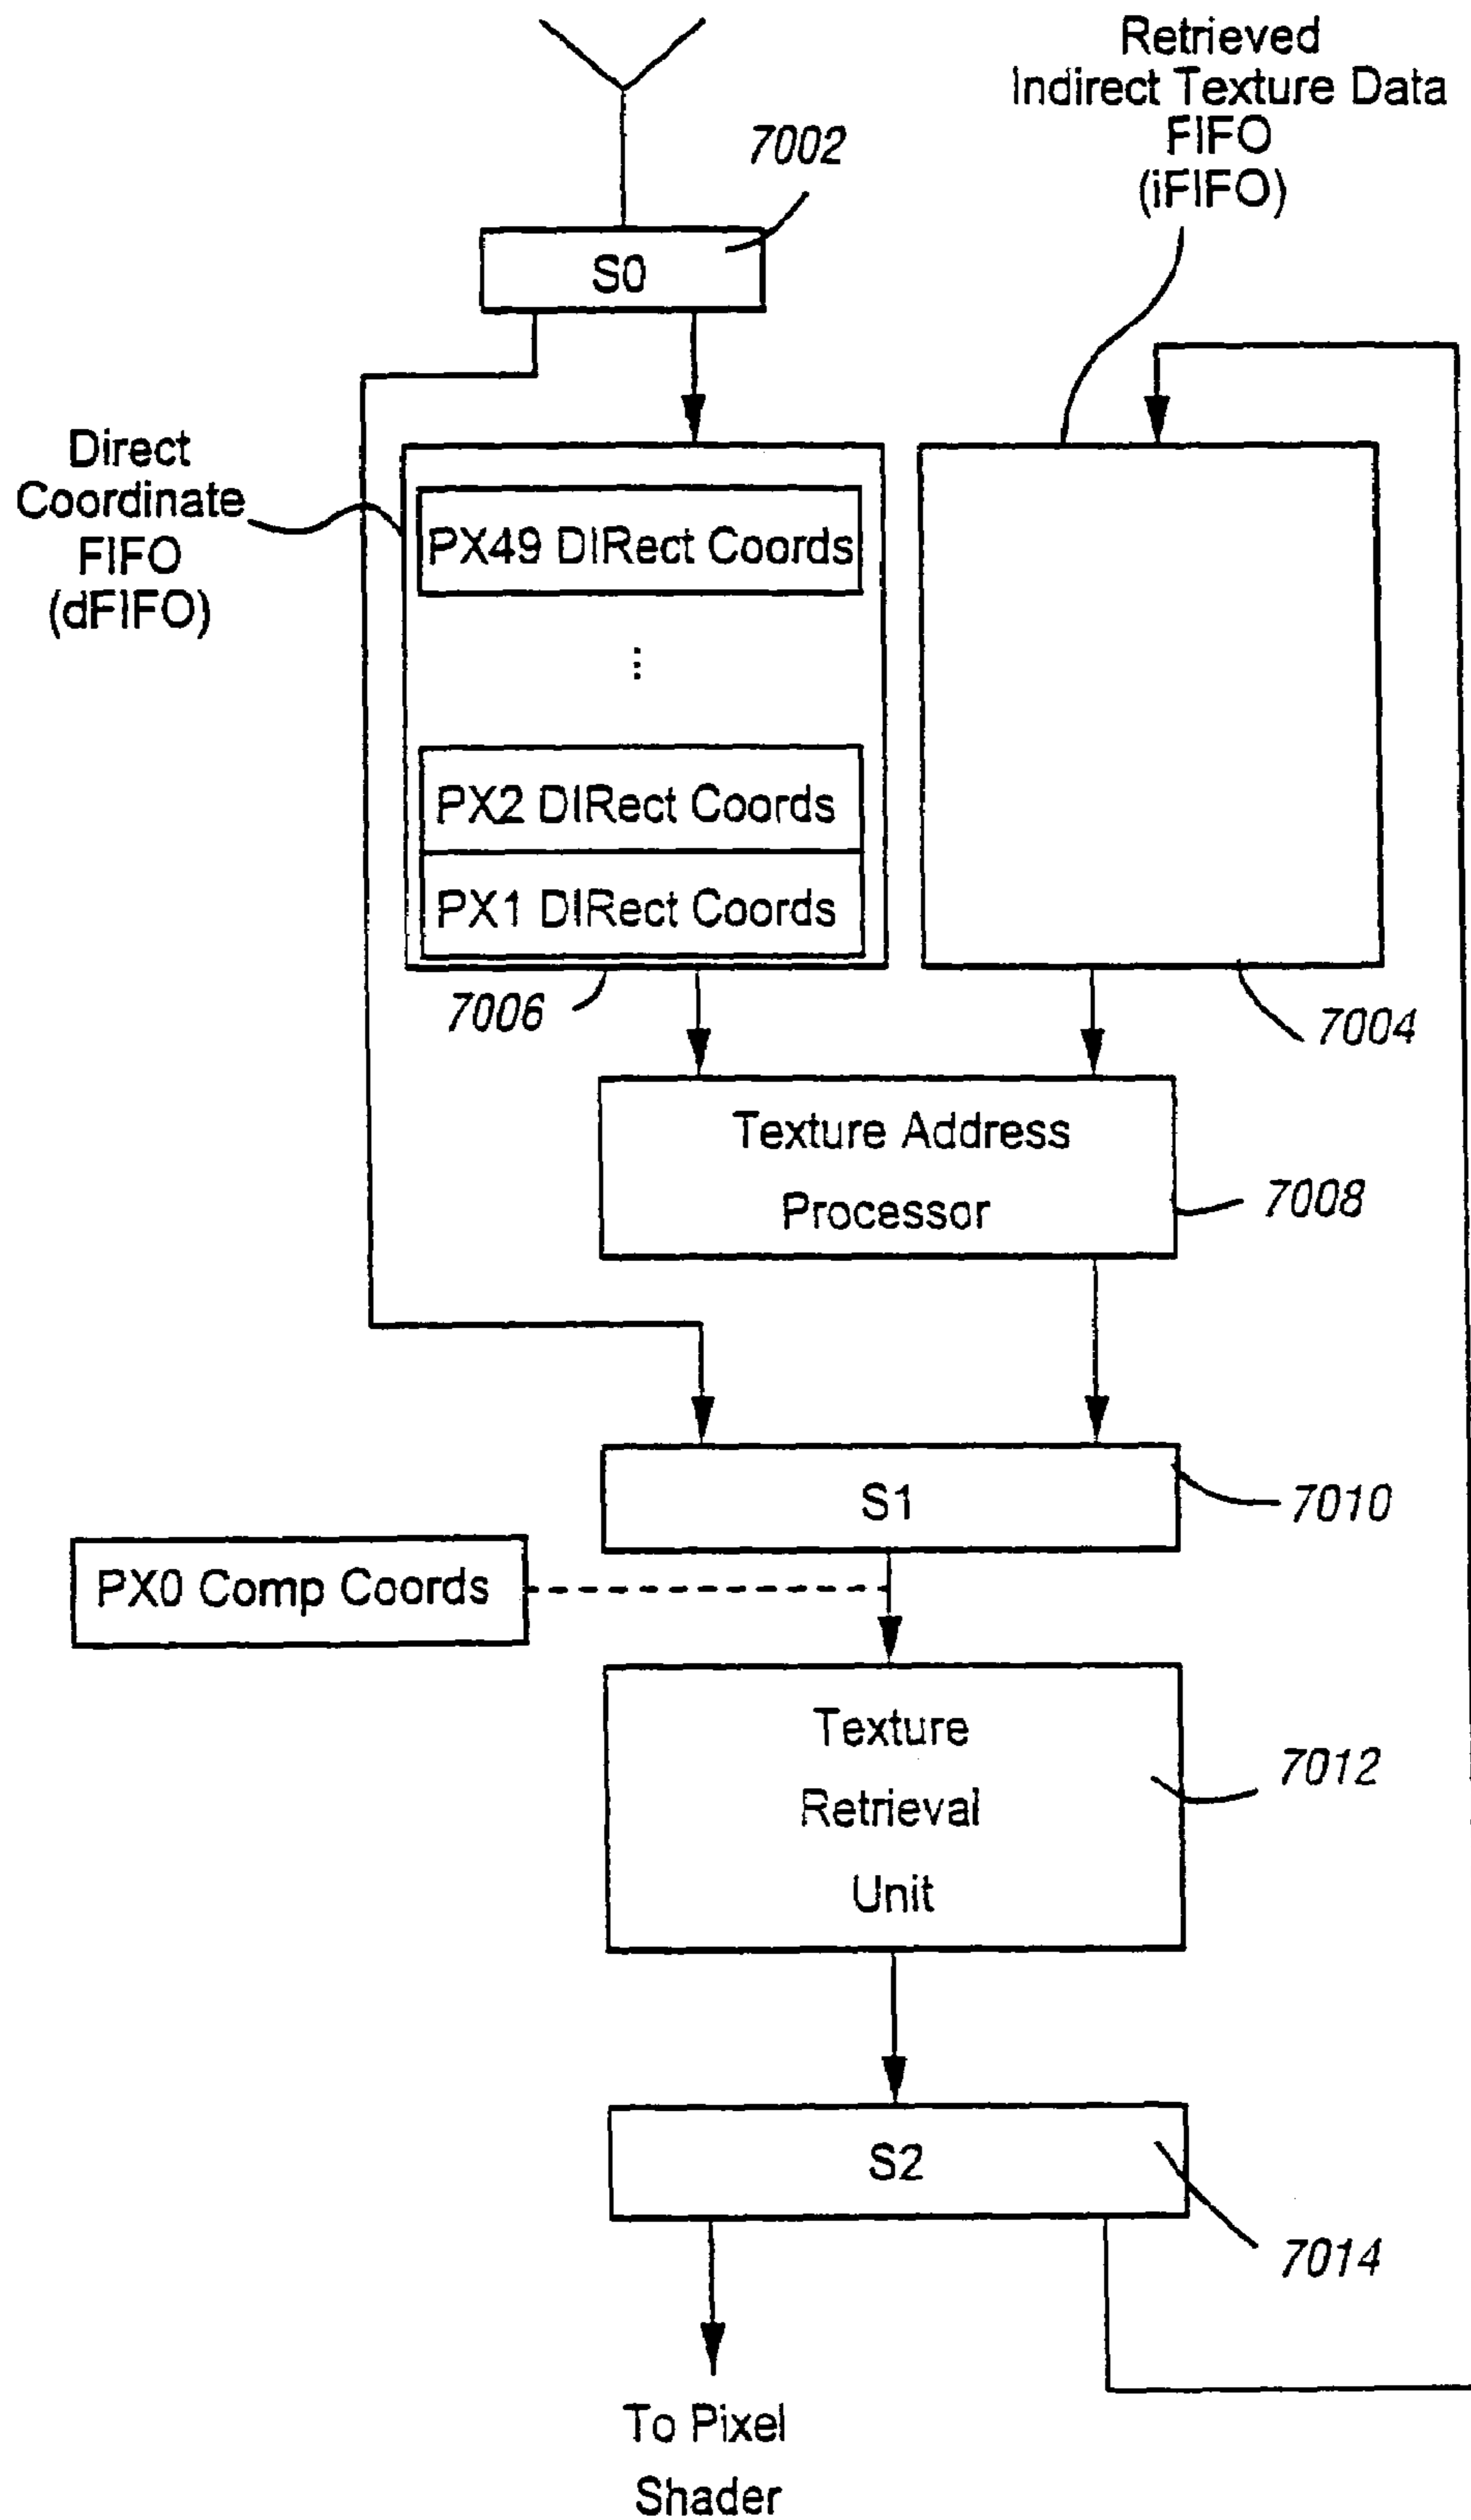 Retrieved
Indirect Texture Data
FIFO
(iFIFO)
7002
S0
Direct
Coordinate
FIFO
(dFIFO)
PX49 DIRect Coords
...
PX2 DIRect Coords
PX1 DIRect Coords
7006
7004
Texture Address
Processor
7008
S1
7010
PX0 Comp Coords
Texture
Retrieval
Unit
7012
S2
7014
To Pixel
Shader